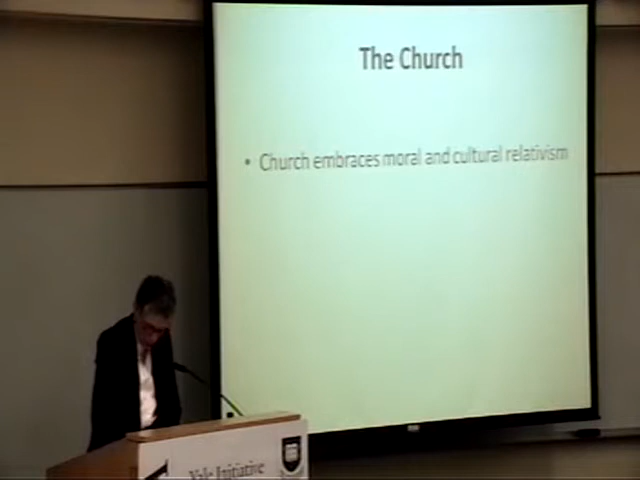 The Church
• Church embraces moral and cultural relativism
Yale Initiative